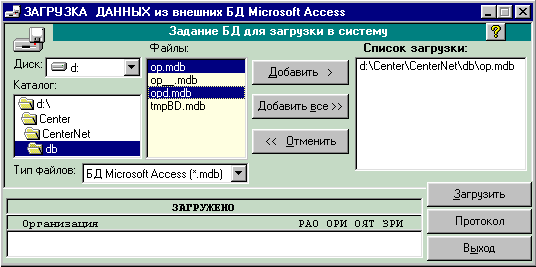 ЗАГРУЗКА ДАННЫХ из внешних БД Microsoft Access
Задание БД для загрузки в систему
?
Диск:
d:
Каталог:
d:\
Center
CenterNet
db
Файлы:
op.mdb
op__.mdb
opd.mdb
tmpBD.mdb
Тип файлов:
БД Microsoft Access (*.mdb)
Добавить >
Добавить все >>
<< Отменить
Список загрузки:
d:\Center\CenterNet\db\op.mdb
ЗАГРУЖЕНО
Организация РАО ОРИ ОЯТ ЗРИ
Загрузить
Протокол
Выход